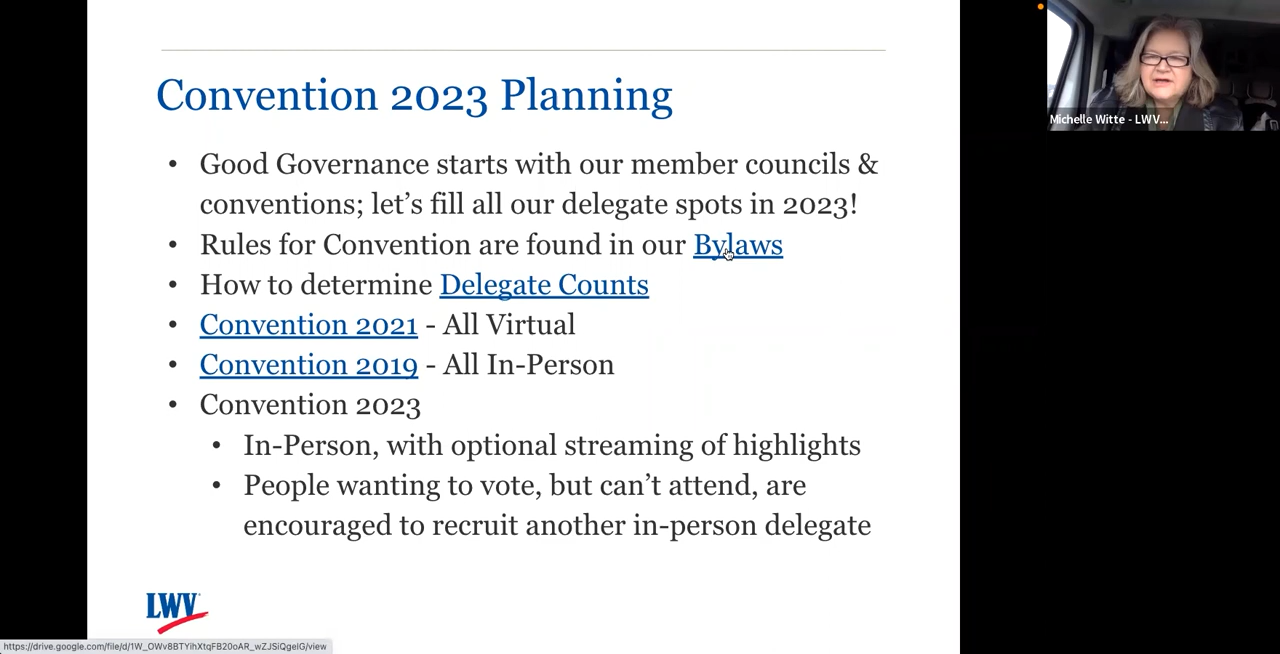 Convention 2023 Planning
• Good Governance starts with our member councils &
conventions; let’s fill all our delegate spots in 2023!
• Rules for Convention are found in our Bylaws
• How to determine Delegate Counts
• Convention 2021 - All Virtual
• Convention 2019 - All In-Person
• Convention 2023
• In-Person, with optional streaming of highlights
• People wanting to vote, but can’t attend, are
encouraged to recruit another in-person delegate
LWV
https://drive.google.com/file/d/1W_OWv8BTYihXtqFB20oAR_wZJSiQgeIG/view
Michelle Witte - LWV...